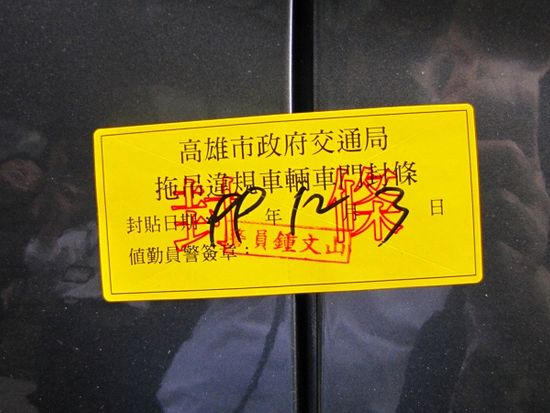 高雄市政府交通局
拖吊違規車輛車門封條
封條
封貼日期 99 年 12 3 日
值勤員警簽章：
員鍾文山